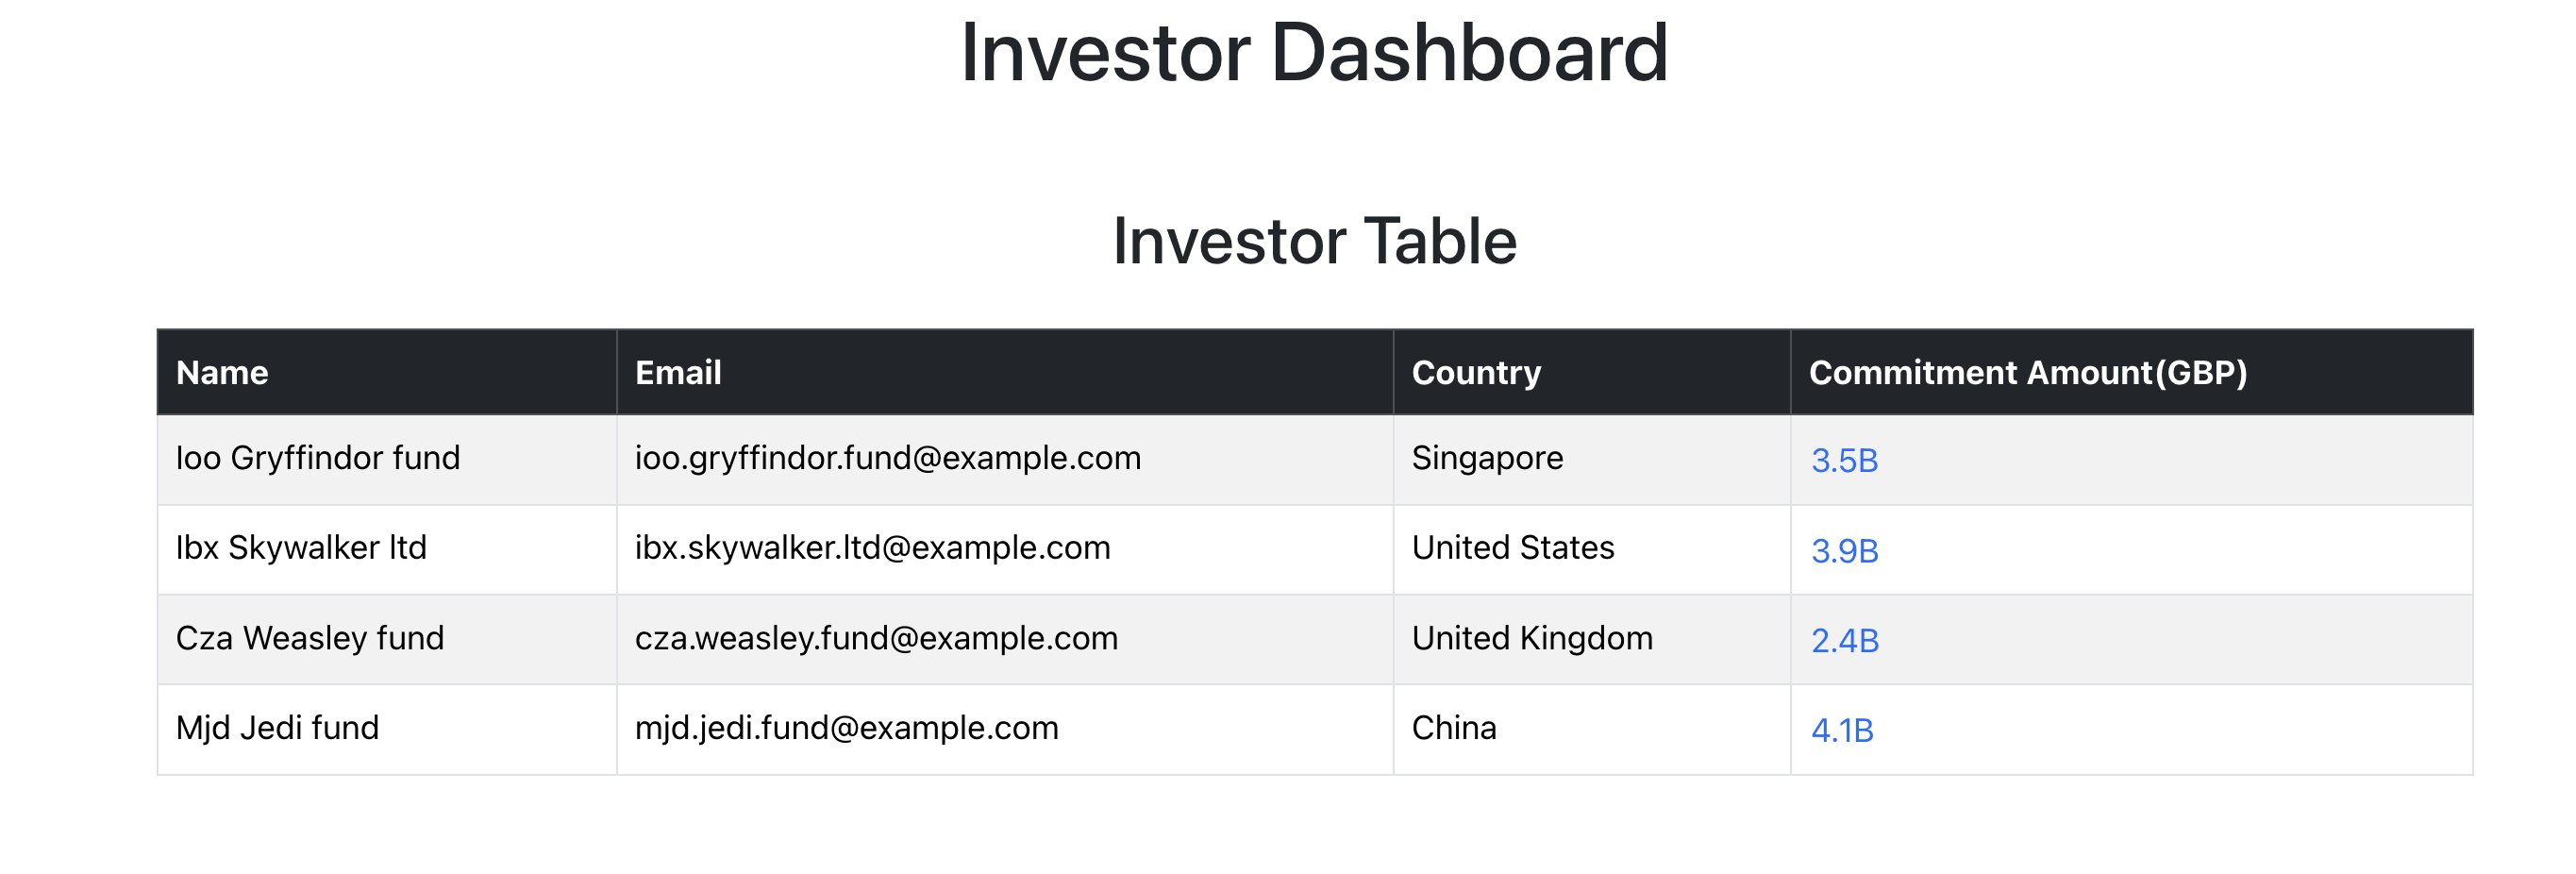 Investor Dashboard
Investor Table
Name Email Country Commitment Amount(GBP)
Ioo Gryffindor fund ioo.gryffindor.fund@example.com Singapore 3.5B
Ibx Skywalker ltd ibx.skywalker.ltd@example.com United States 3.9B
Cza Weasley fund cza.weasley.fund@example.com United Kingdom 2.4B
Mjd Jedi fund mjd.jedi.fund@example.com China 4.1B